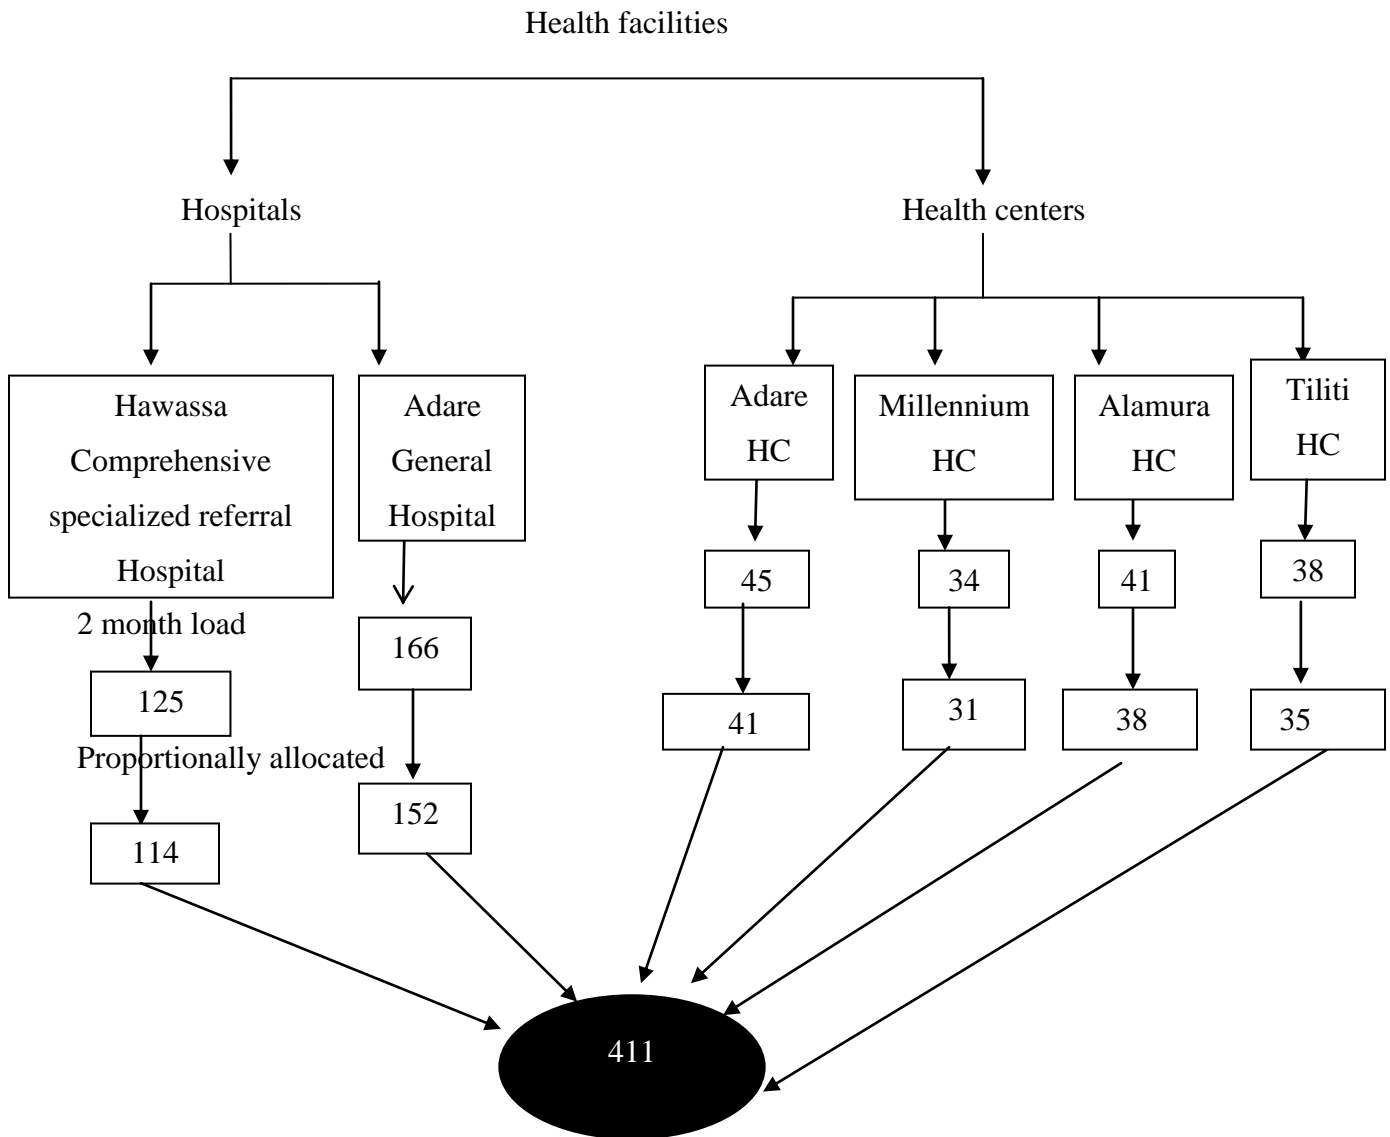 Health facilities
Hospitals
Health centers
Hawassa
Comprehensive
specialized referral
Hospital
Adare
General
Hospital
Adare
HC
Millennium
HC
Alamura
HC
Tiliti
HC
2 month load
125
166
45
34
41
38
Proportionally allocated
114
152
41
31
38
35
411